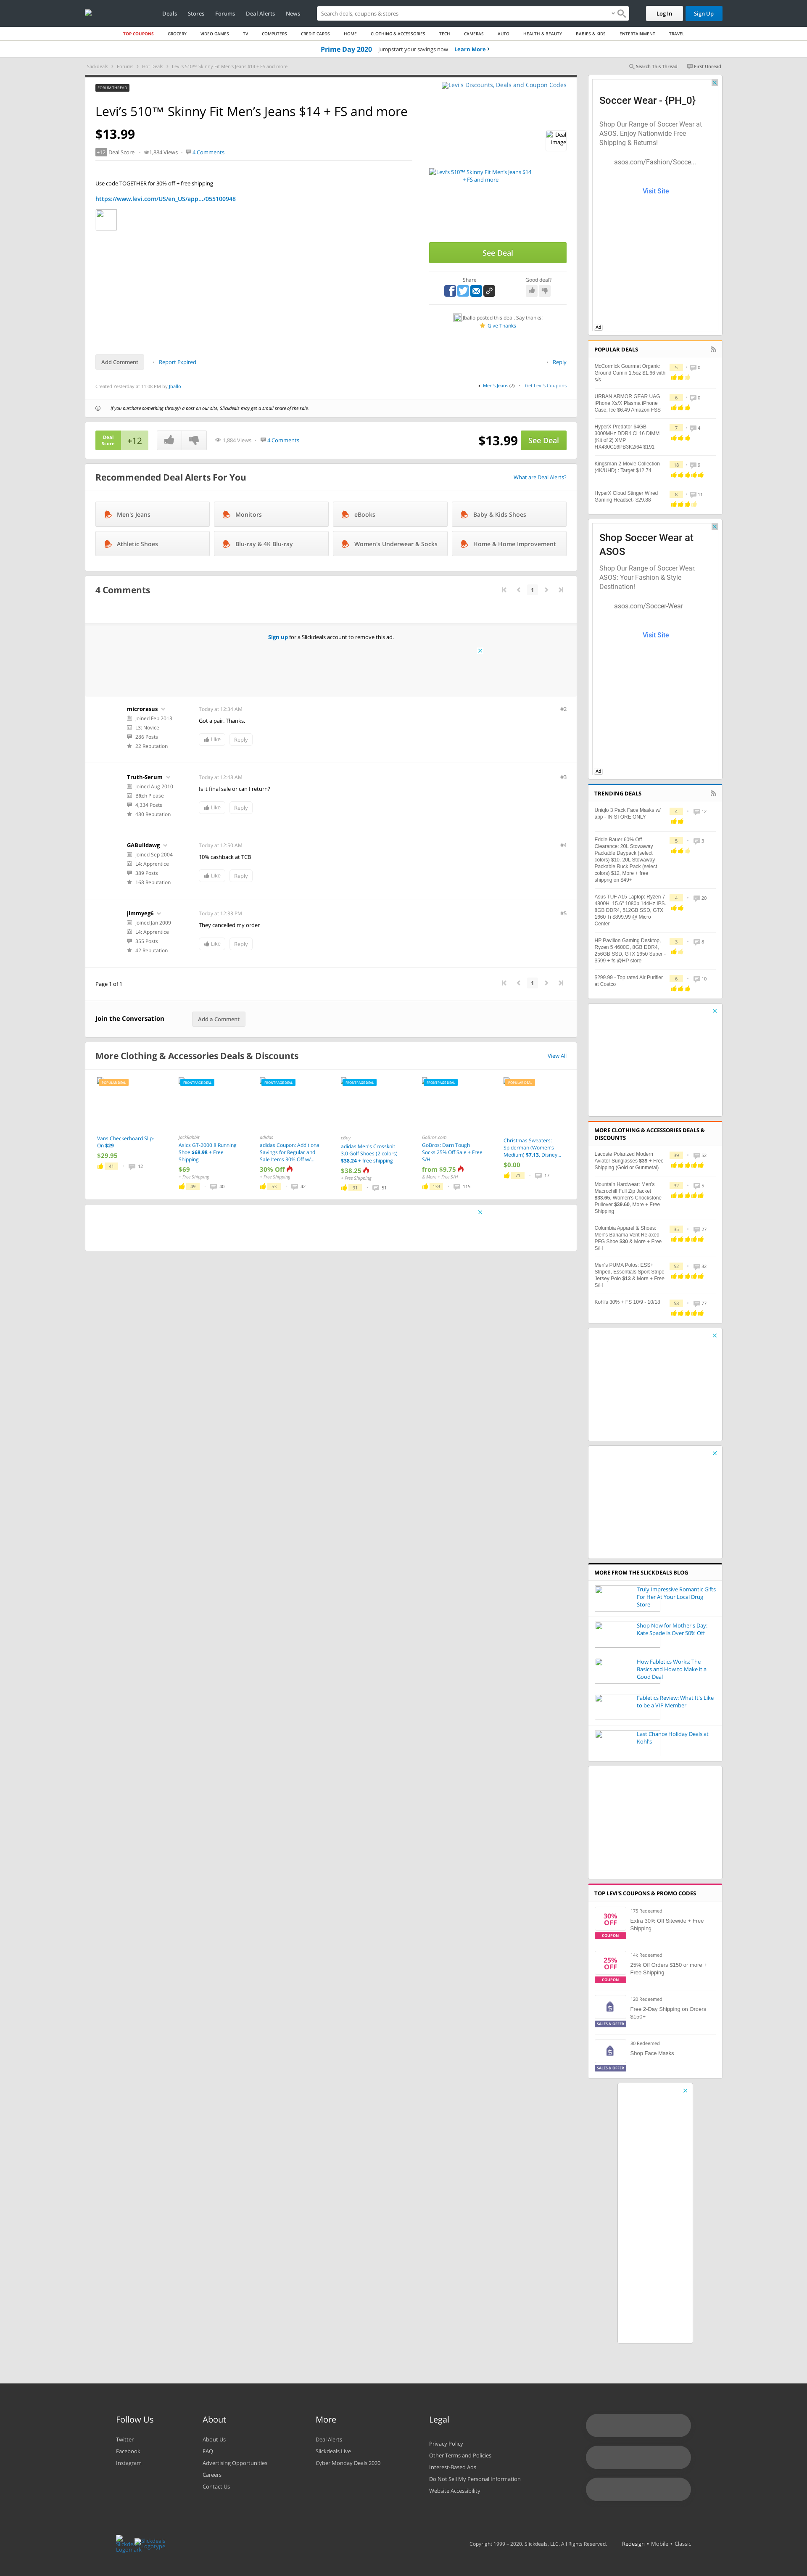 Deals Stores Forums Deal Alerts News
Search deals, coupons & stores
Log In Sign Up
TOP COUPONS GROCERY VIDEO GAMES TV COMPUTERS CREDIT CARDS HOME CLOTHING & ACCESSORIES TECH CAMERAS AUTO HEALTH & BEAUTY BABIES & KIDS ENTERTAINMENT TRAVEL
Prime Day 2020 Jumpstart your savings now Learn More
Slickdeals Forums Hot Deals Levi's 510™ Skinny Fit Men's Jeans $14 + FS and more
Search This Thread First Unread
FORUM THREAD
Levi's Discounts, Deals and Coupon Codes
Levi's 510™ Skinny Fit Men's Jeans $14 + FS and more
$13.99
+12 Deal Score 1,884 Views 4 Comments
Deal Image
Use code TOGETHER for 30% off + free shipping
https://www.levi.com/US/en_US/app.../055100948
Levi's 510™ Skinny Fit Men's Jeans $14 + FS and more
See Deal
Share Good deal?
jballo posted this deal. Say thanks!
Give Thanks
Add Comment Report Expired Reply
Created Yesterday at 11:08 PM by jballo
in Men's Jeans (7) Get Levi's Coupons
If you purchase something through a post on our site, Slickdeals may get a small share of the sale.
Deal Score +12 1,884 Views 4 Comments $13.99 See Deal
Recommended Deal Alerts For You What are Deal Alerts?
Men's Jeans Monitors eBooks Baby & Kids Shoes
Athletic Shoes Blu-ray & 4K Blu-ray Women's Underwear & Socks Home & Home Improvement
4 Comments 1
Sign up for a Slickdeals account to remove this ad.
microrasus Today at 12:34 AM #2
Joined Feb 2013
L3: Novice
286 Posts
22 Reputation
Got a pair. Thanks.
Like Reply
Truth-Serum Today at 12:48 AM #3
Joined Aug 2010
B!tch Please
4,334 Posts
480 Reputation
Is it final sale or can I return?
Like Reply
GABulldawg Today at 12:50 AM #4
Joined Sep 2004
L4: Apprentice
389 Posts
168 Reputation
10% cashback at TCB
Like Reply
jimmyeg6 Today at 12:33 PM #5
Joined Jan 2009
L4: Apprentice
355 Posts
42 Reputation
They cancelled my order
Like Reply
Page 1 of 1 1
Join the Conversation Add a Comment
More Clothing & Accessories Deals & Discounts View All
POPULAR DEAL
Vans Checkerboard Slip-
On $29
$29.95
41 12
FRONTPAGE DEAL
JackRabbit
Asics GT-2000 8 Running
Shoe $68.98 + Free
Shipping
$69
+ Free Shipping
49 40
FRONTPAGE DEAL
adidas
adidas Coupon: Additional
Savings for Regular and
Sale Items 30% Off w/...
30% Off
+ Free Shipping
53 42
FRONTPAGE DEAL
eBay
adidas Men's Crossknit
3.0 Golf Shoes (2 colors)
$38.24 + free shipping
$38.25
+ Free Shipping
91 51
FRONTPAGE DEAL
GoBros.com
GoBros: Darn Tough
Socks 25% Off Sale + Free
S/H
from $9.75
& More + Free S/H
133 115
POPULAR DEAL
Christmas Sweaters:
Spiderman (Women's
Medium) $7.13, Disney...
$0.00
71 17
Soccer Wear - {PH_0}
Shop Our Range of Soccer Wear at
ASOS. Enjoy Nationwide Free
Shipping & Returns!
asos.com/Fashion/Socce...
Visit Site
Ad
POPULAR DEALS
McCormick Gourmet Organic
Ground Cumin 1.5oz $1.88 with
s/s
5 0
URBAN ARMOR GEAR UAG
iPhone Xs/X Plasma iPhone
Case, Ice $6.49 Amazon FSS
6 0
HyperX Predator 64GB
3000MHz DDR4 CL16 DIMM
(Kit of 2) XMP
HX430C16PB3K2/64 $191
7 4
Kingsman 2-Movie Collection
(4K/UHD) : Target $12.74
18 9
HyperX Cloud Stinger Wired
Gaming Headset- $29.88
8 11
Shop Soccer Wear at
ASOS
Shop Our Range of Soccer Wear.
ASOS: Your Fashion & Style
Destination!
asos.com/Soccer-Wear
Visit Site
Ad
TRENDING DEALS
Uniqlo 3 Pack Face Masks w/
app - IN STORE ONLY
4 12
Eddie Bauer 60% Off
Clearance: 20L Stowaway
Packable Daypack (select
colors) $10, 20L Stowaway
Packable Ruck Pack (select
colors) $12, More + free
shipping on $49+
5 3
Asus TUF A15 Laptop: Ryzen 7
4800H, 15.6" 1080p 144Hz IPS,
8GB DDR4, 512GB SSD, GTX
1660 Ti $899.99 @ Micro
Center
4 20
HP Pavilion Gaming Desktop,
Ryzen 5 4600G, 8GB DDR4,
256GB SSD, GTX 1650 Super -
$599 + fs @HP store
3 8
$299.99 - Top rated Air Purifier
at Costco
6 10
MORE CLOTHING & ACCESSORIES DEALS &
DISCOUNTS
Lacoste Polarized Modern
Aviator Sunglasses $39 + Free
Shipping (Gold or Gunmetal)
39 52
Mountain Hardwear: Men's
Macrochill Full Zip Jacket
$33.65, Women's Chockstone
Pullover $39.60, More + Free
Shipping
32 5
Columbia Apparel & Shoes:
Men's Bahama Vent Relaxed
PFG Shoe $30 & More + Free
S/H
35 27
Men's PUMA Polos: ESS+
Striped, Essentials Sport Stripe
Jersey Polo $13 & More + Free
S/H
52 32
Kohl's 30% + FS 10/9 - 10/18
58 77
MORE FROM THE SLICKDEALS BLOG
Truly Impressive Romantic Gifts
For Her At Your Local Drug
Store
Shop Now for Mother's Day:
Kate Spade Is Over 50% Off
How Fabletics Works: The
Basics and How to Make it a
Good Deal
Fabletics Review: What It's Like
to be a VIP Member
Last Chance Holiday Deals at
Kohl's
TOP LEVI'S COUPONS & PROMO CODES
30% OFF COUPON
175 Redeemed
Extra 30% Off Sitewide + Free
Shipping
25% OFF COUPON
14k Redeemed
25% Off Orders $150 or more +
Free Shipping
SALES & OFFER
120 Redeemed
Free 2-Day Shipping on Orders
$150+
SALES & OFFER
80 Redeemed
Shop Face Masks
Follow Us
Twitter
Facebook
Instagram
About
About Us
FAQ
Advertising Opportunities
Careers
Contact Us
More
Deal Alerts
Slickdeals Live
Cyber Monday Deals 2020
Legal
Privacy Policy
Other Terms and Policies
Interest-Based Ads
Do Not Sell My Personal Information
Website Accessibility
Slickdeals Logomark Slickdeals Logotype
Copyright 1999 – 2020. Slickdeals, LLC. All Rights Reserved. Redesign • Mobile • Classic